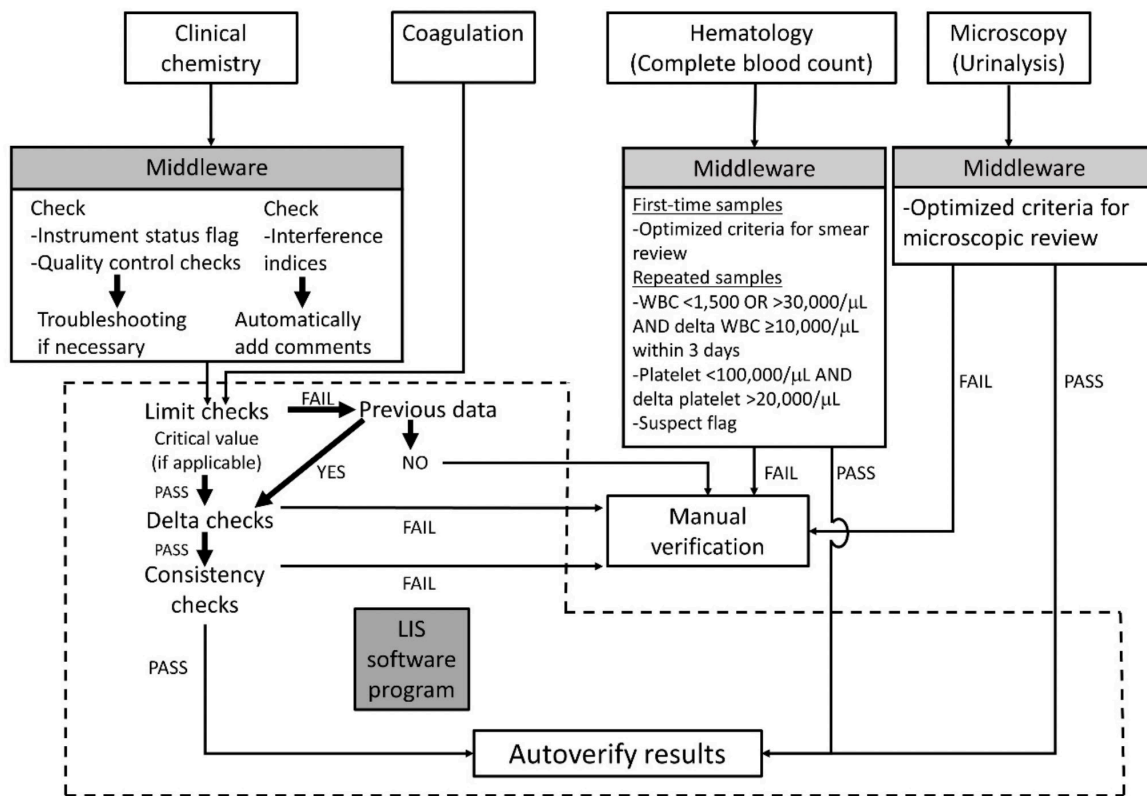 Clinical
chemistry
Coagulation
Hematology
(Complete blood count)
Microscopy
(Urinalysis)
Middleware
Check
-Instrument status flag
-Quality control checks
Troubleshooting
if necessary
Check
-Interference
indices
Automatically
add comments
Middleware
First-time samples
-Optimized criteria for smear
review
Repeated samples
-WBC <1,500 OR >30,000/μL
AND delta WBC ≥10,000/μL
within 3 days
-Platelet <100,000/μL AND
delta platelet >20,000/μL
-Suspect flag
Middleware
-Optimized criteria for
microscopic review
FAIL
PASS
Limit checks
Critical value
(if applicable)
FAIL
Previous data
YES
NO
PASS
Delta checks
FAIL
PASS
Consistency
checks
FAIL
PASS
FAIL
PASS
Manual
verification
LIS
software
program
Autoverify results